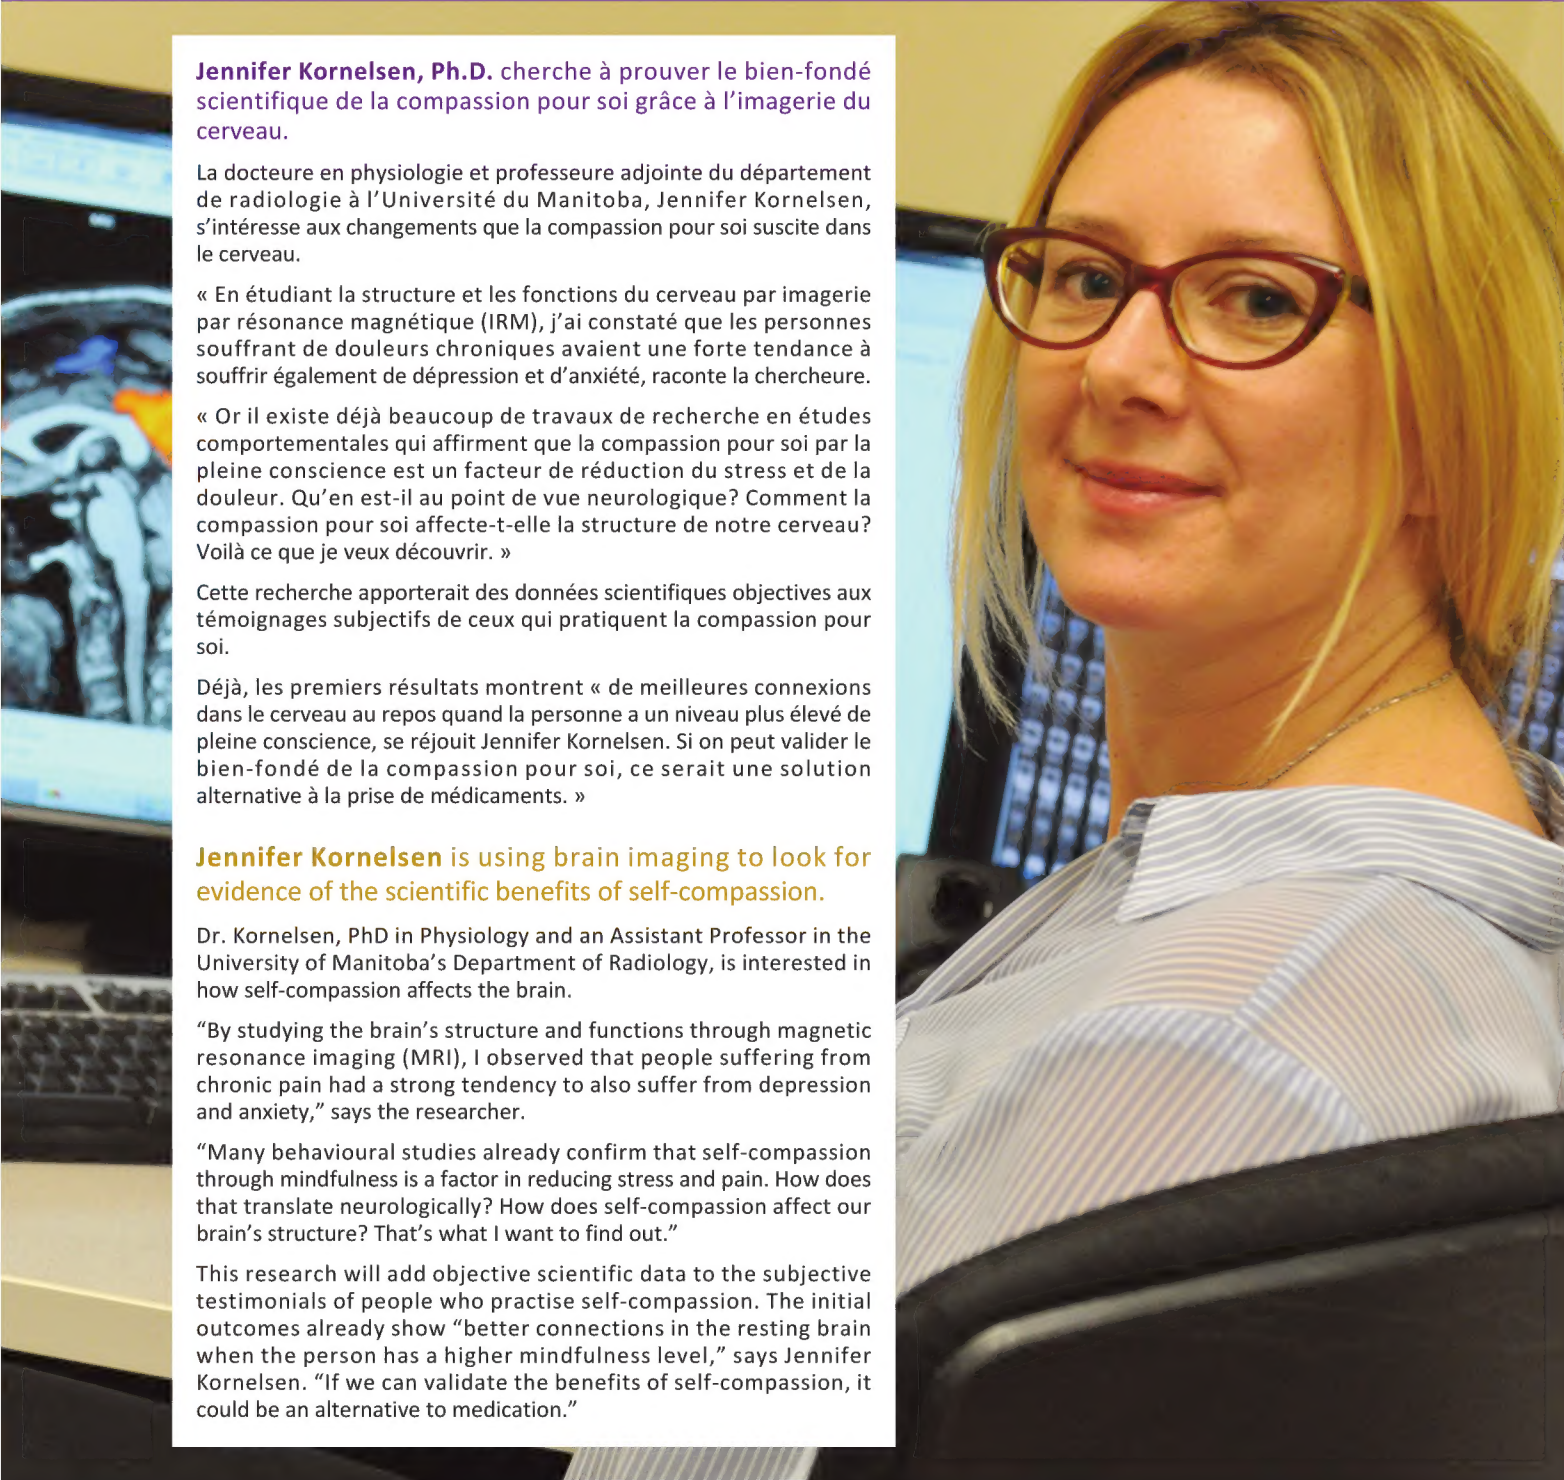 Jennifer Kornelsen, Ph.D. cherche à prouver le bien-fondé
scientifique de la compassion pour soi grâce à l’imagerie du
cerveau.
La docteure en physiologie et professeure adjointe du département
de radiologie à l’Université du Manitoba, Jennifer Kornelsen,
s’intéresse aux changements que la compassion pour soi suscite dans
le cerveau.
« En étudiant la structure et les fonctions du cerveau par imagerie
par résonance magnétique (IRM), j’ai constaté que les personnes
souffrant de douleurs chroniques avaient une forte tendance à
souffrir également de dépression et d’anxiété, raconte la chercheure.
« Or il existe déjà beaucoup de travaux de recherche en études
comportementales qui affirment que la compassion pour soi par la
pleine conscience est un facteur de réduction du stress et de la
douleur. Qu’en est-il au point de vue neurologique? Comment la
compassion pour soi affecte-t-elle la structure de notre cerveau?
Voilà ce que je veux découvrir. »
Cette recherche apporterait des données scientifiques objectives aux
témoignages subjectifs de ceux qui pratiquent la compassion pour
soi.
Déjà, les premiers résultats montrent « de meilleures connexions
dans le cerveau au repos quand la personne a un niveau plus élevé de
pleine conscience, se réjouit Jennifer Kornelsen. Si on peut valider le
bien-fondé de la compassion pour soi, ce serait une solution
alternative à la prise de médicaments. »
Jennifer Kornelsen is using brain imaging to look for
evidence of the scientific benefits of self-compassion.
Dr. Kornelsen, PhD in Physiology and an Assistant Professor in the
University of Manitoba’s Department of Radiology, is interested in
how self-compassion affects the brain.
“By studying the brain’s structure and functions through magnetic
resonance imaging (MRI), I observed that people suffering from
chronic pain had a strong tendency to also suffer from depression
and anxiety,” says the researcher.
“Many behavioural studies already confirm that self-compassion
through mindfulness is a factor in reducing stress and pain. How does
that translate neurologically? How does self-compassion affect our
brain’s structure? That’s what I want to find out.”
This research will add objective scientific data to the subjective
testimonials of people who practise self-compassion. The initial
outcomes already show “better connections in the resting brain
when the person has a higher mindfulness level,” says Jennifer
Kornelsen. “If we can validate the benefits of self-compassion, it
could be an alternative to medication.”